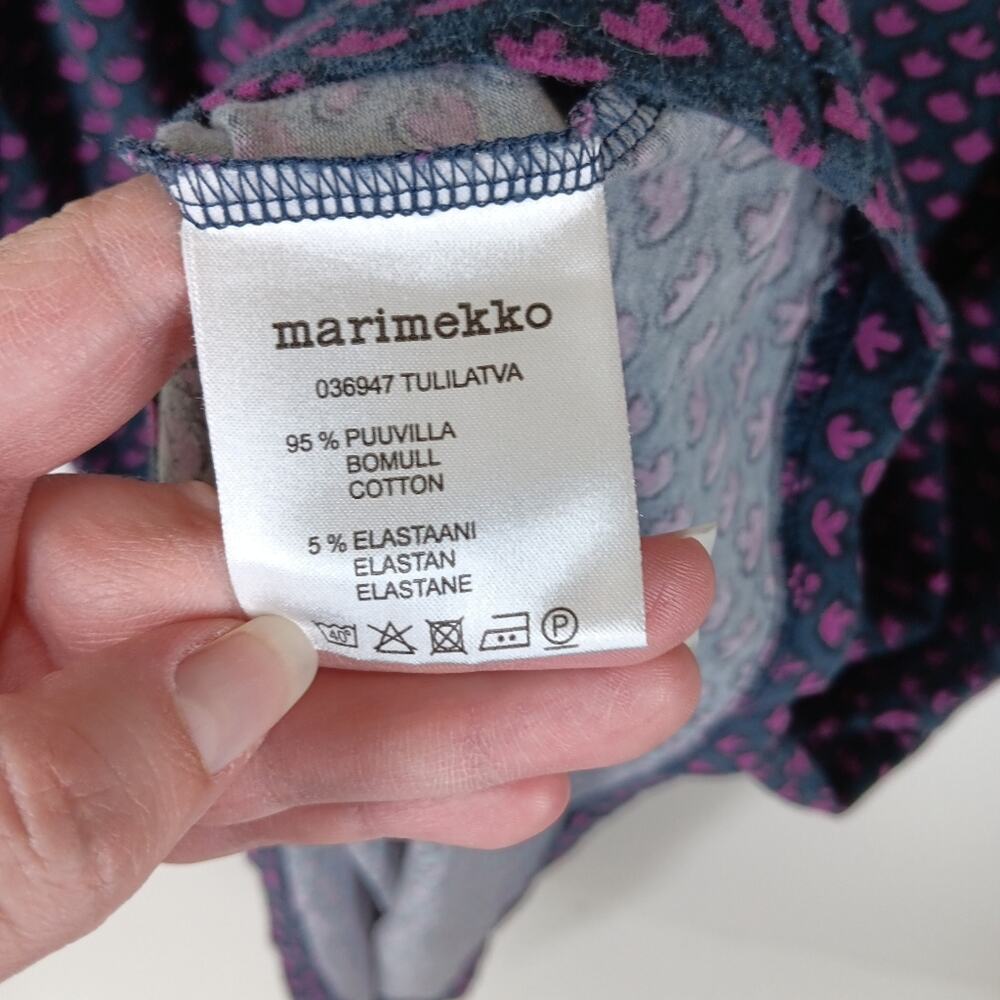 marimekko
036947 TULILATVA
95 % PUUVILLA
BOMULL
COTTON
5 % ELASTAANI
ELASTAN
ELASTANE
40°
P